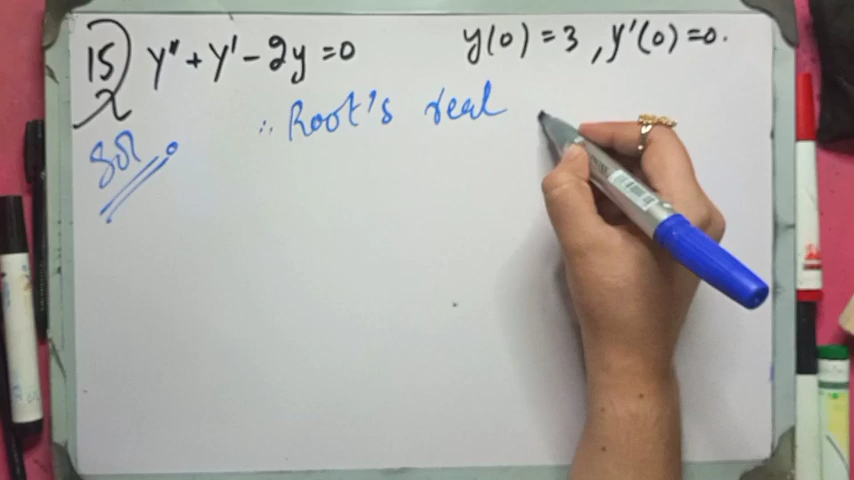 15) y" + y' - 2y = 0 y(0) = 3, y'(0) = 0.
∴ Root's real
Sol